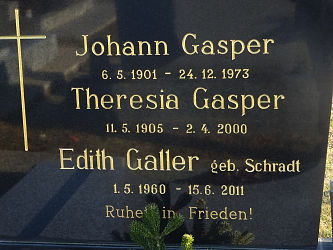 Johann Gasper
6.5.1901 - 24.12.1973
Theresia Gasper
11.5.1905 - 2.4.2000
Edith Galler geb. Schradt
1.5.1960 - 15.6.2011
Ruhet in Frieden!